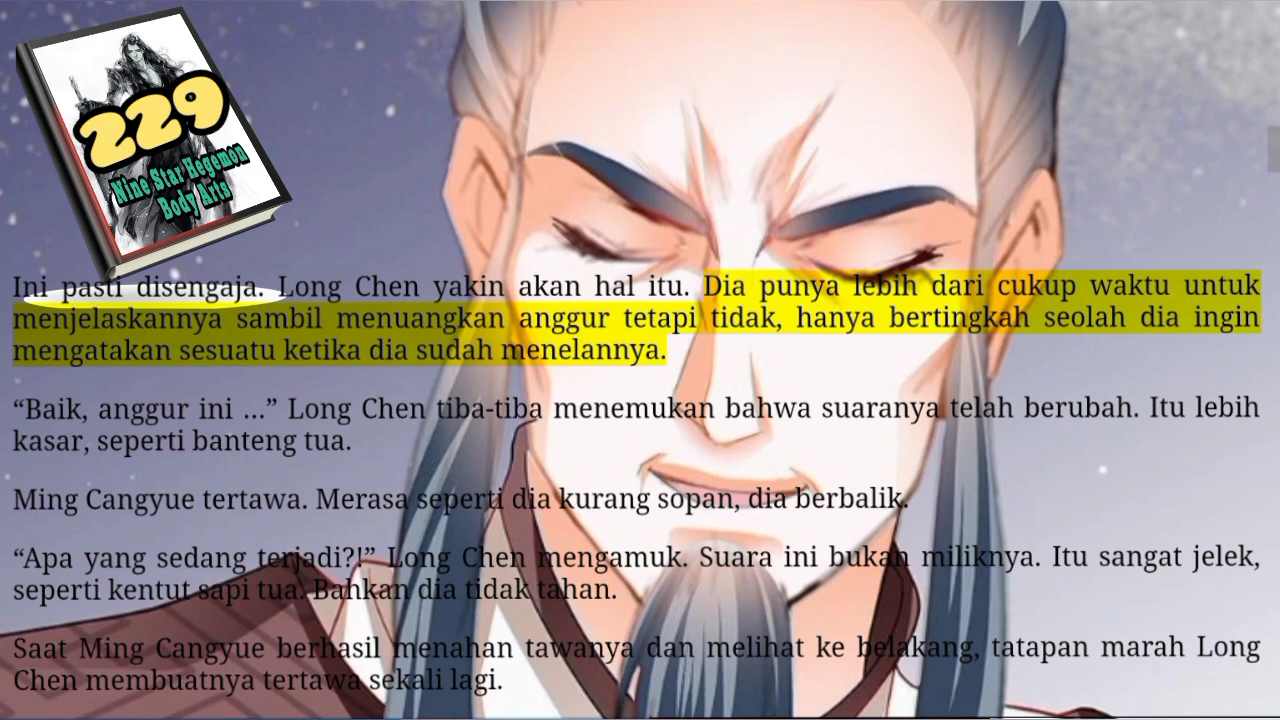 229
Nine Star Hegemon
Body Arts
Ini pasti disengaja. Long Chen yakin akan hal itu. Dia punya lebih dari cukup waktu untuk
menjelaskannya sambil menuangkan anggur tetapi tidak, hanya bertingkah seolah dia ingin
mengatakan sesuatu ketika dia sudah menelannya.
“Baik, anggur ini …” Long Chen tiba-tiba menemukan bahwa suaranya telah berubah. Itu lebih
kasar, seperti banteng tua.
Ming Cangyue tertawa. Merasa seperti dia kurang sopan, dia berbalik.
“Apa yang sedang terjadi?!” Long Chen mengamuk. Suara ini bukan miliknya. Itu sangat jelek,
seperti kentut sapi tua. Bahkan dia tidak tahan.
Saat Ming Cangyue berhasil menahan tawanya dan melihat ke belakang, tatapan marah Long
Chen membuatnya tertawa sekali lagi.